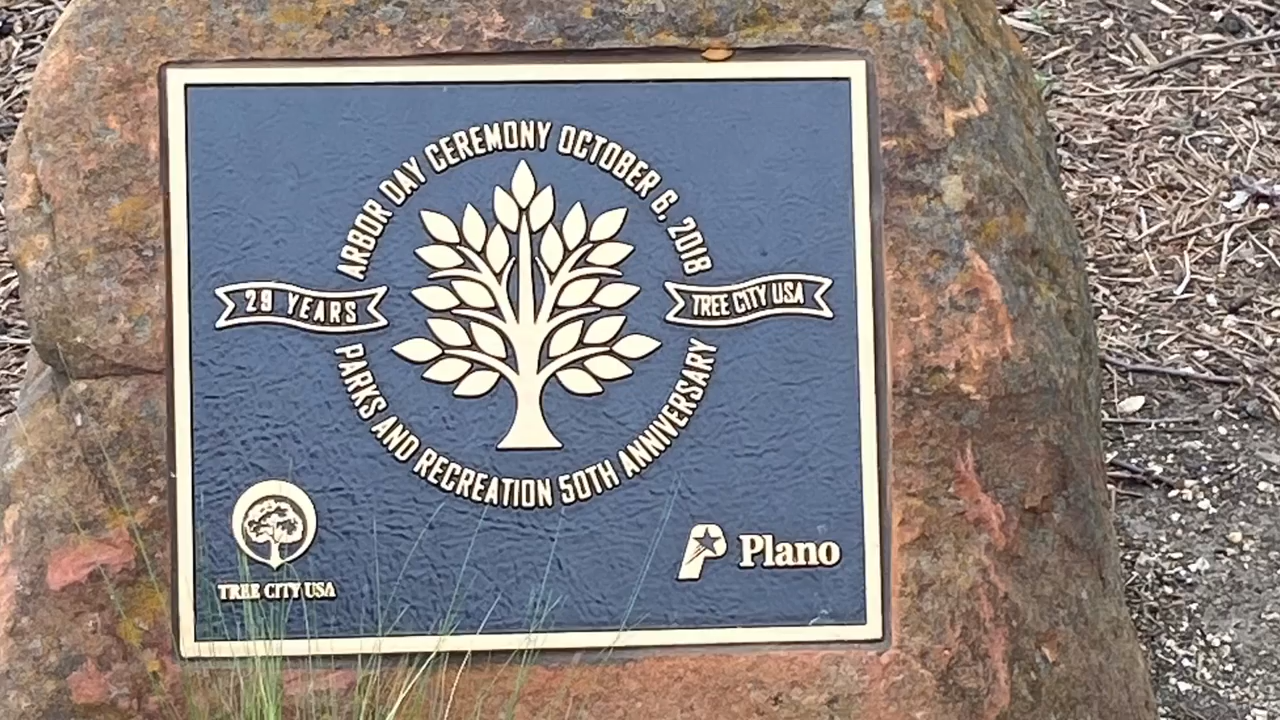 ARBOR DAY CEREMONY OCTOBER 6, 2018
29 YEARS
TREE CITY USA
PARKS AND RECREATION 50TH ANNIVERSARY
TREE CITY USA
Plano